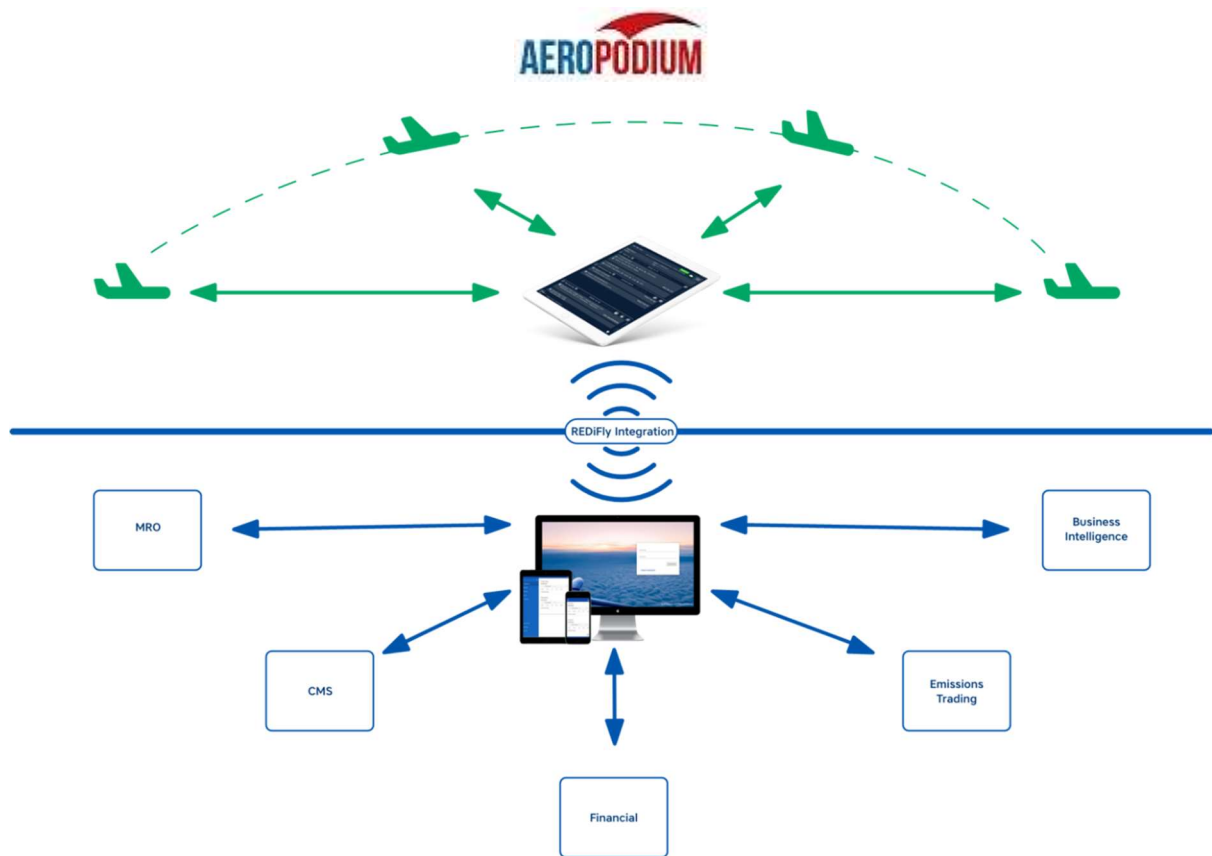 AEROPODIUM
REDiFly Integration
MRO
Business
Intelligence
CMS
Emissions
Trading
Financial